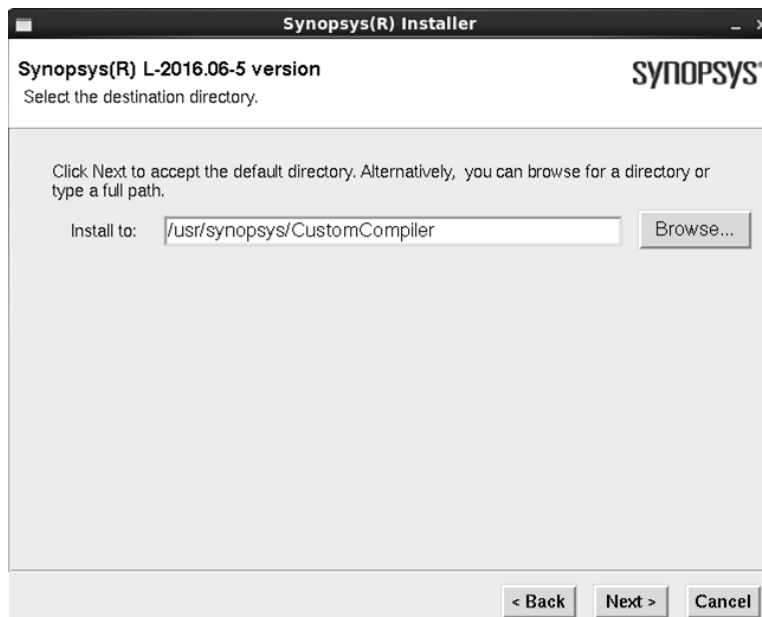 Synopsys(R) Installer
Synopsys(R) L-2016.06-5 version
SYNOPSYS
Select the destination directory.
Click Next to accept the default directory. Alternatively, you can browse for a directory or
type a full path.
Install to: /usr/synopsys/CustomCompiler Browse...
< Back Next > Cancel